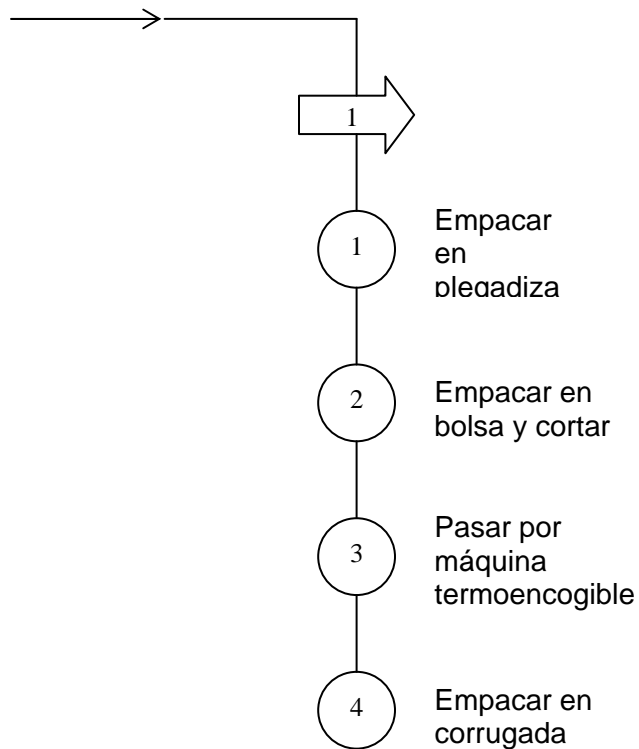 1
1
Empacar
en
plegadiza
2
Empacar en
bolsa y cortar
3
Pasar por
máquina
termoencogible
4
Empacar en
corrugada